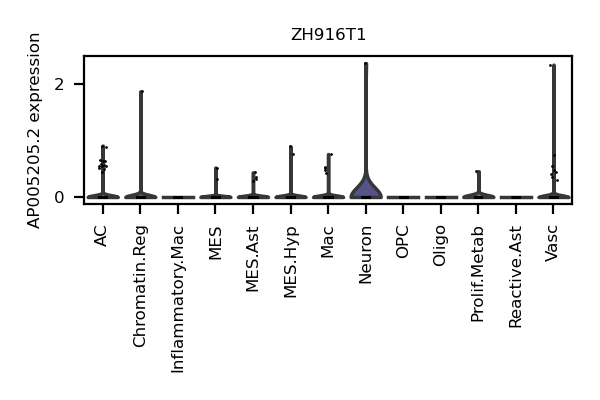 ZH916T1
AP005205.2 expression
2
0
AC
Chromatin.Reg
Inflammatory.Mac
MES
MES.Ast
MES.Hyp
Mac
Neuron
OPC
Oligo
Prolif.Metab
Reactive.Ast
Vasc